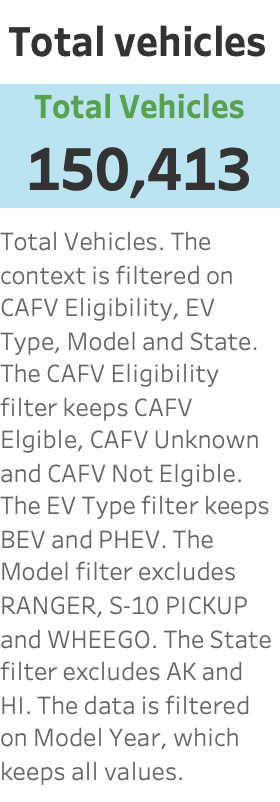 Total vehicles
Total Vehicles
150,413
Total Vehicles. The
context is filtered on
CAFV Eligibility, EV
Type, Model and State.
The CAFV Eligibility
filter keeps CAFV
Elgible, CAFV Unknown
and CAFV Not Elgible.
The EV Type filter keeps
BEV and PHEV. The
Model filter excludes
RANGER, S-10 PICKUP
and WHEEGO. The State
filter excludes AK and
HI. The data is filtered
on Model Year, which
keeps all values.